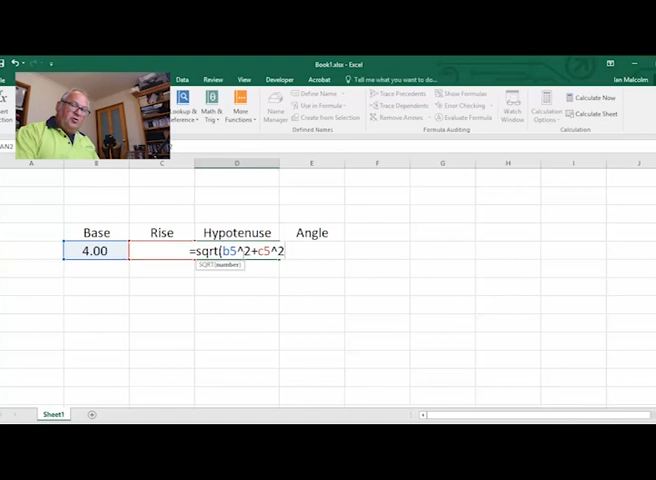 Book1.xlsx - Excel
Ian Malcolm
Data Review View Developer Acrobat Tell me what you want to do...
Lookup & Reference Math & Trig More Functions
Name Manager
Define Name
Use in Formula
Create from Selection
Defined Names
Trace Precedents
Trace Dependents
Remove Arrows
Show Formulas
Error Checking
Evaluate Formula
Formula Auditing
Watch Window
Calculation Options
Calculate Now
Calculate Sheet
Calculation
A B C D E F G H I J
Base Rise Hypotenuse Angle
4.00 =sqrt(b5^2+c5^2
SQRT(number)
Sheet1